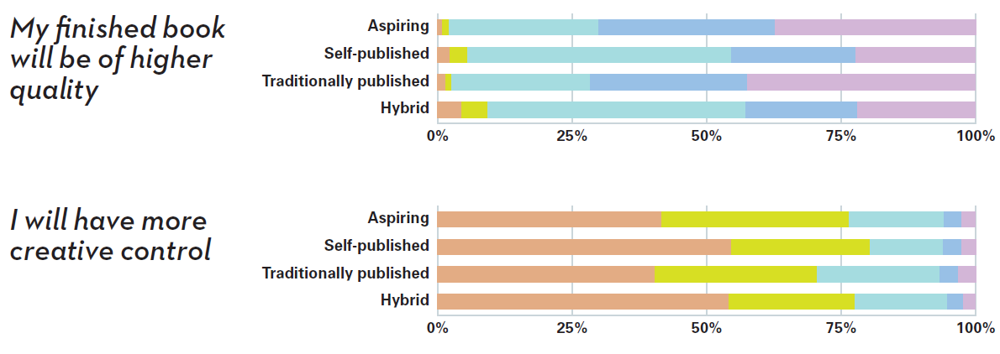 My finished book
will be of higher
quality
Aspiring
Self-published
Traditionally published
Hybrid
0% 25% 50% 75% 100%
I will have more
creative control
Aspiring
Self-published
Traditionally published
Hybrid
0% 25% 50% 75% 100%